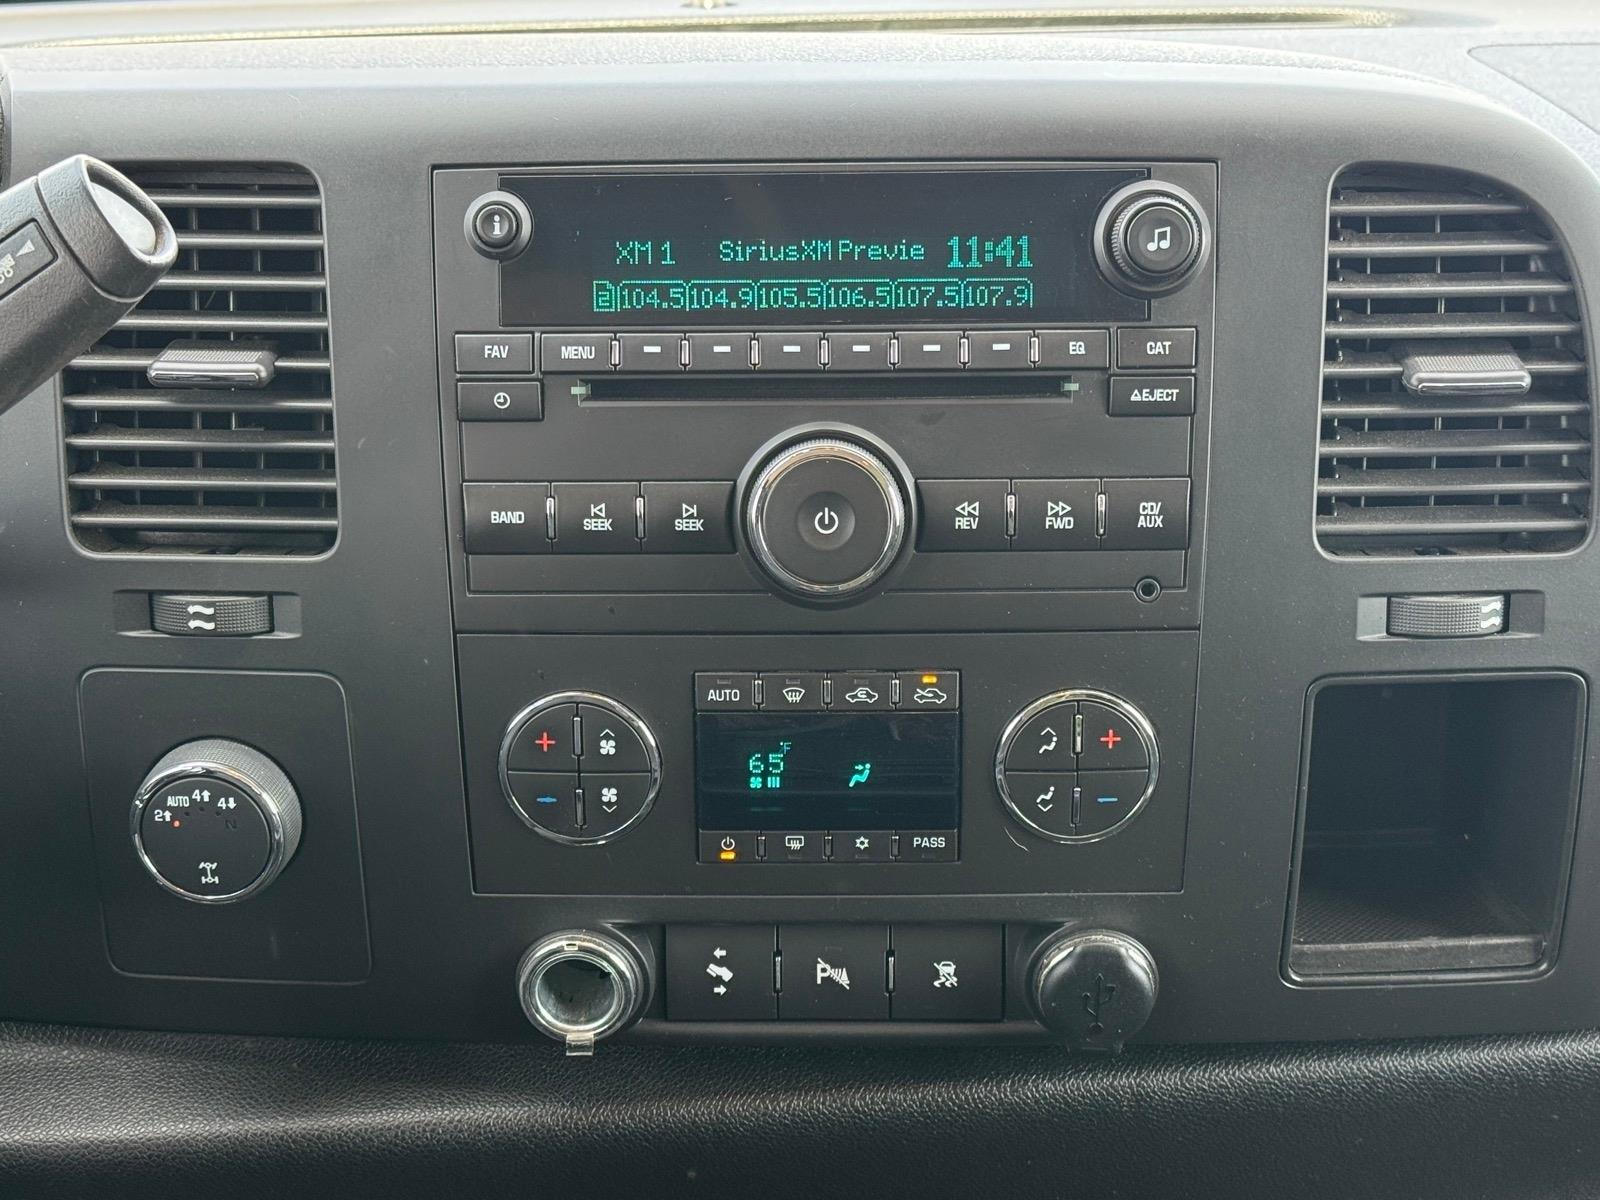 XM 1 SiriusXM Previe 11:41
2 104.5 104.9 105.5 106.5 107.5 107.9
FAV MENU EQ CAT
EJECT
BAND SEEK SEEK REV FWD CD/AUX
AUTO
65°F
AUTO 4 4
2 N
PASS
P